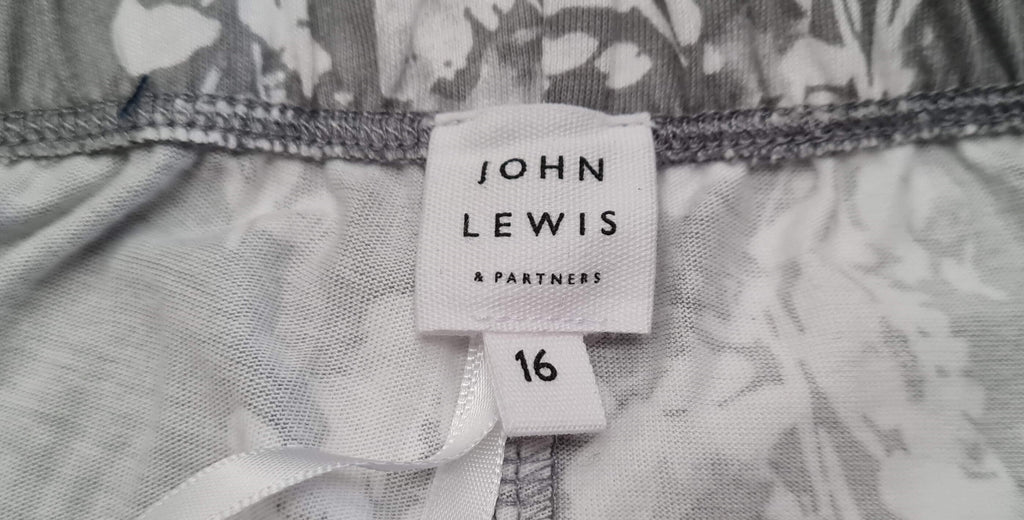 JOHN
LEWIS
& PARTNERS
16